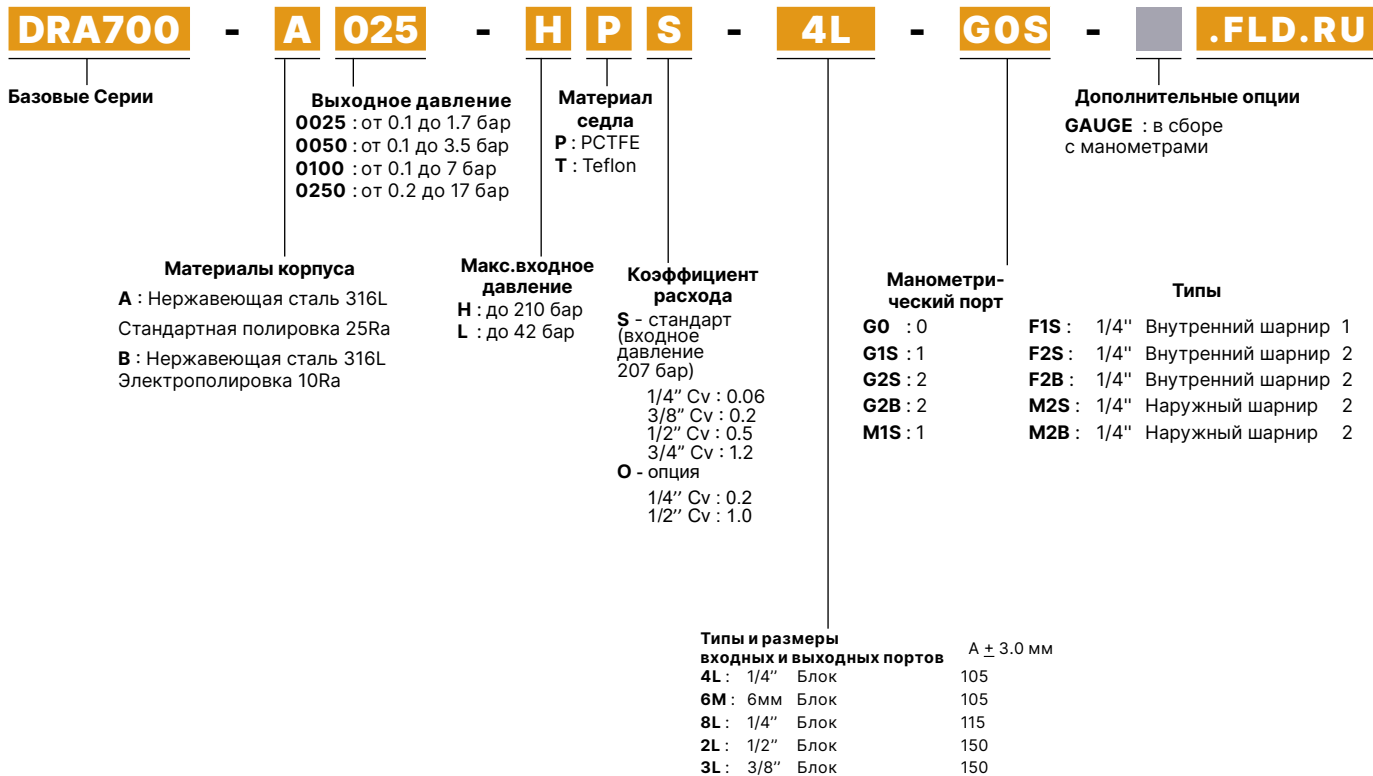 DRA700 - A 025 - H P S - 4L - G0S - .FLD.RU
Базовые Серии
Выходное давление
0025 : от 0.1 до 1.7 бар
0050 : от 0.1 до 3.5 бар
0100 : от 0.1 до 7 бар
0250 : от 0.2 до 17 бар
Материал
седла
P : PCTFE
T : Teflon
Дополнительные опции
GAUGE : в сборе
с манометрами
Материалы корпуса
A : Нержавеющая сталь 316L
Стандартная полировка 25Ra
B : Нержавеющая сталь 316L
Электрополировка 10Ra
Макс.входное
давление
H : до 210 бар
L : до 42 бар
Коэффициент
расхода
S - стандарт
(входное
давление
207 бар)
1/4” Cv : 0.06
3/8” Cv : 0.2
1/2” Cv : 0.5
3/4” Cv : 1.2
O - опция
1/4’’ Cv : 0.2
1/2’’ Cv : 1.0
Манометри-
ческий порт
G0 : 0
G1S : 1
G2S : 2
G2B : 2
M1S : 1
Типы
F1S : 1/4'' Внутренний шарнир 1
F2S : 1/4'' Внутренний шарнир 2
F2B : 1/4'' Внутренний шарнир 2
M2S : 1/4'' Наружный шарнир 2
M2B : 1/4'' Наружный шарнир 2
Типы и размеры
входных и выходных портов A ± 3.0 мм
4L : 1/4’’ Блок 105
6M : 6мм Блок 105
8L : 1/4’’ Блок 115
2L : 1/2’’ Блок 150
3L : 3/8’’ Блок 150